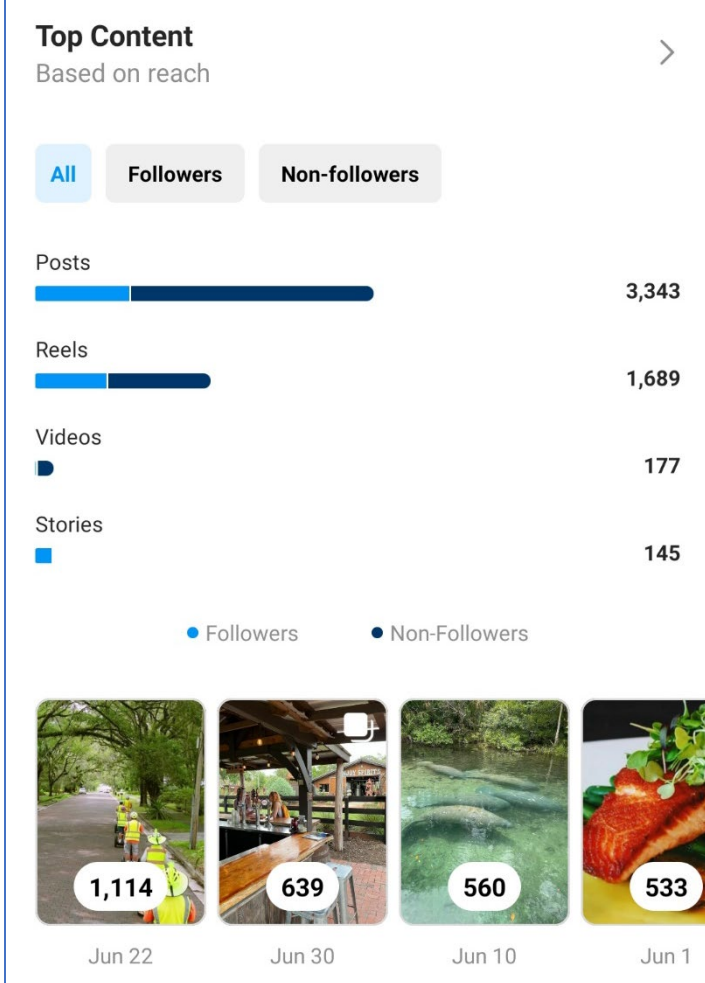 Top Content
Based on reach
All
Followers
Non-followers
Posts
3,343
Reels
1,689
Videos
177
Stories
145
Followers
Non-Followers
1,114
639
560
533
Jun 22
Jun 30
Jun 10
Jun 1